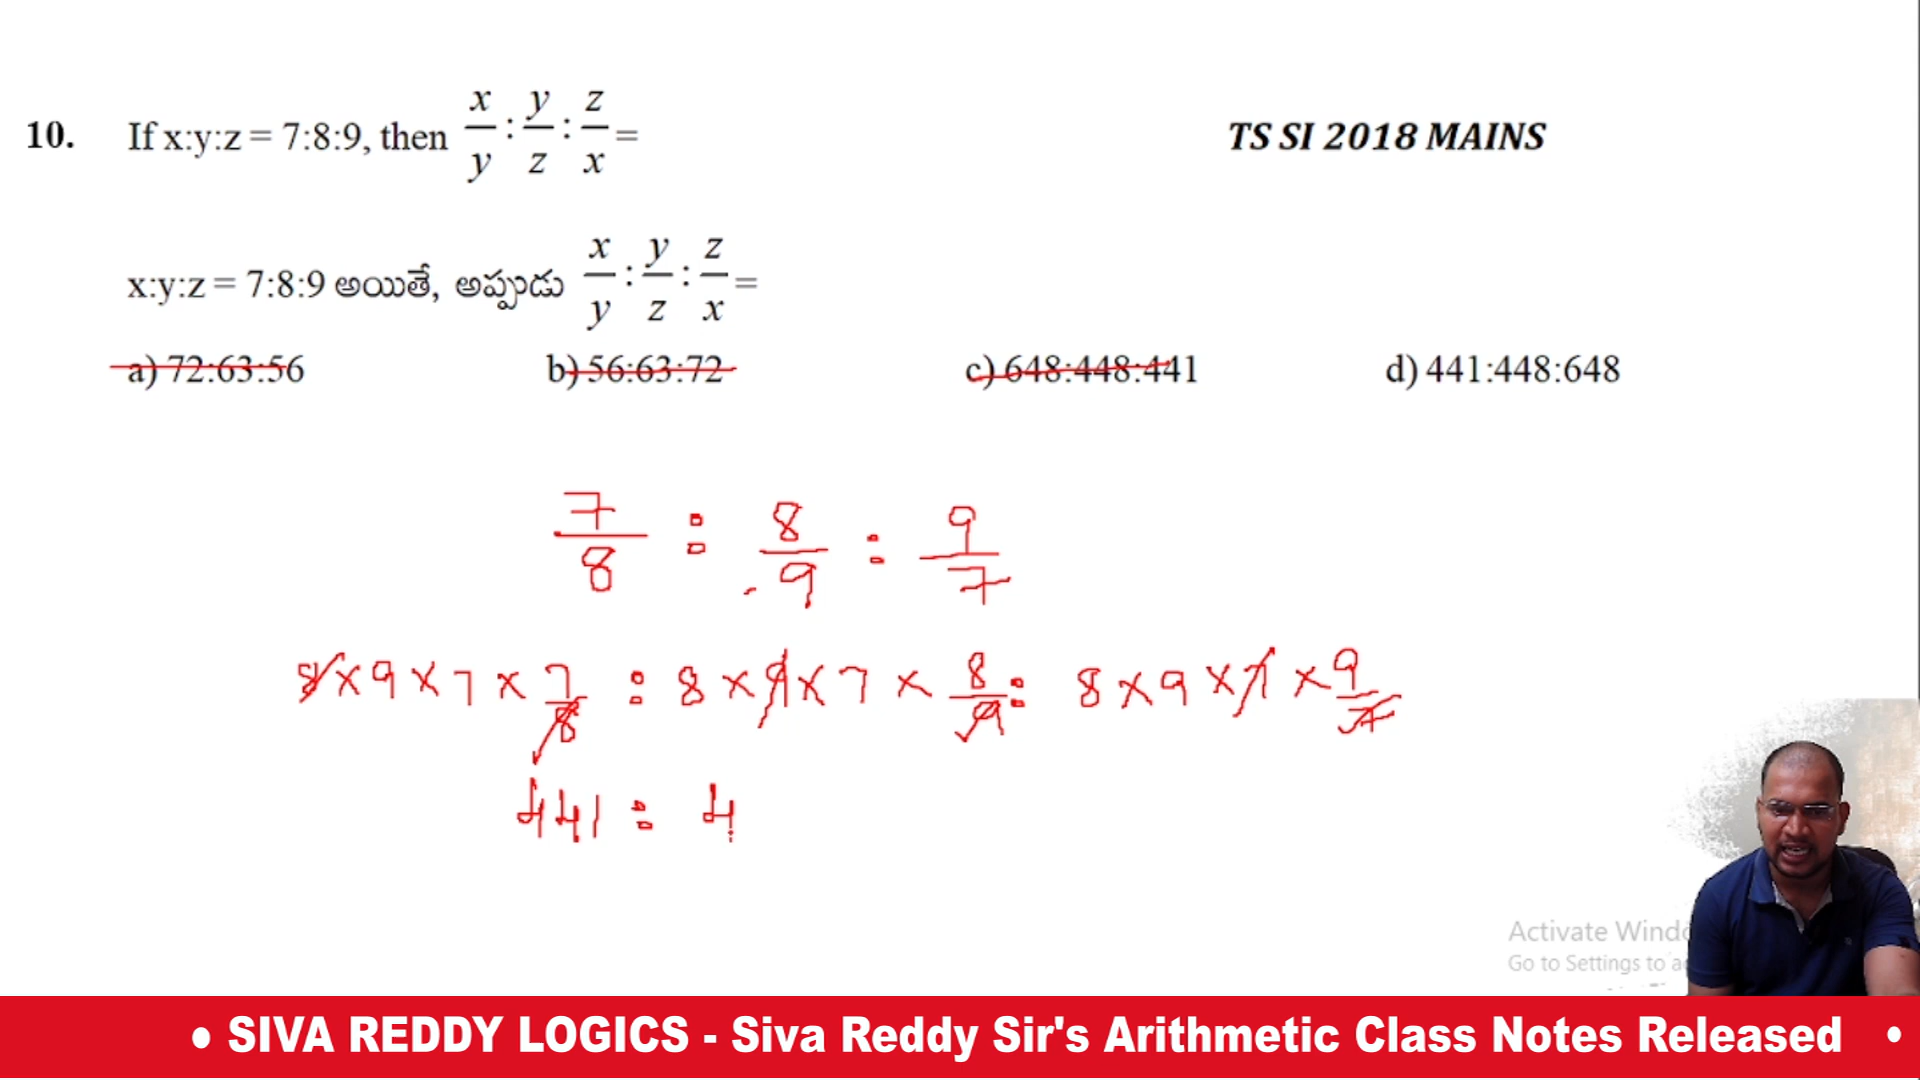 10. If x:y:z = 7:8:9, then x/y : y/z : z/x = TS SI 2018 MAINS
x:y:z = 7:8:9 అయితే, అప్పుడు x/y : y/z : z/x =
a) 72:63:56 b) 56:63:72 c) 648:448:441 d) 441:448:648
7/8 : 8/9 : 9/7
8×9×7×7/8 : 8×9×7×8/9 : 8×9×7×9/7
441 : 4
Activate Windo
Go to Settings to a
• SIVA REDDY LOGICS - Siva Reddy Sir's Arithmetic Class Notes Released •